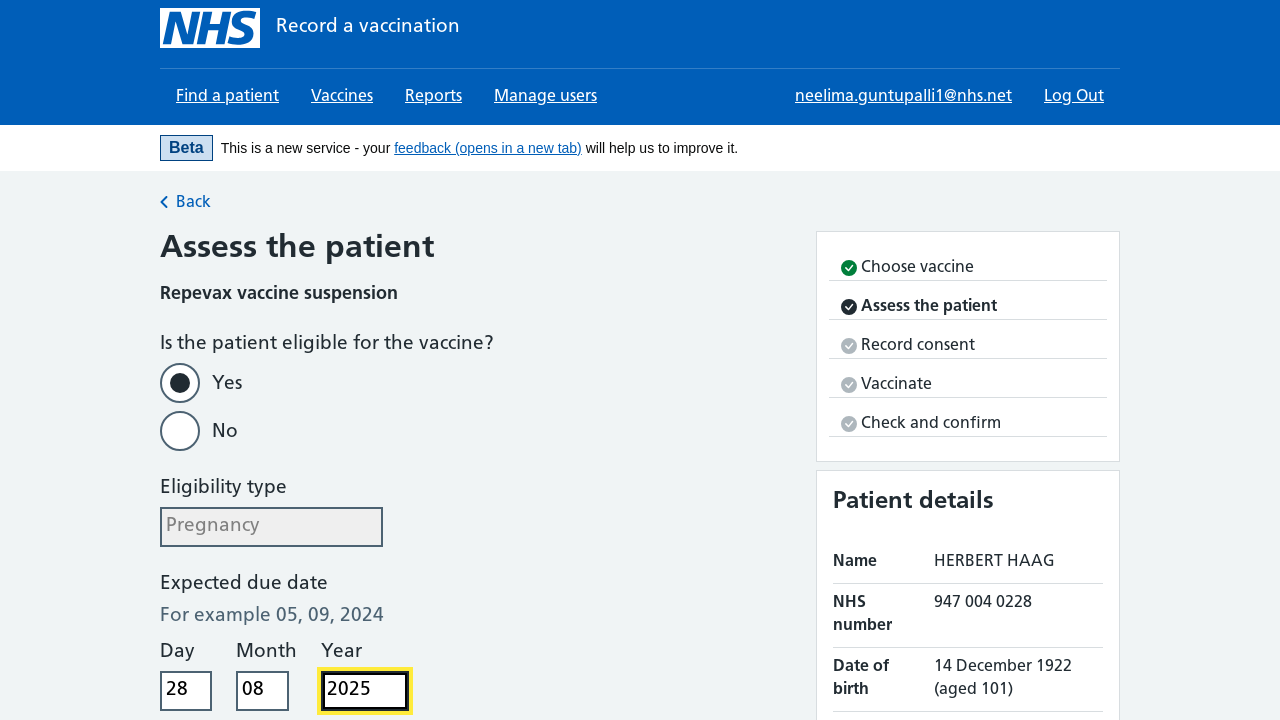 NHS Record a vaccination
Find a patient Vaccines Reports Manage users neelima.guntupalli1@nhs.net Log Out
Beta This is a new service - your feedback (opens in a new tab) will help us to improve it.
Back
Assess the patient
Repevax vaccine suspension
Is the patient eligible for the vaccine?
Yes
No
Eligibility type
Pregnancy
Expected due date
For example 05, 09, 2024
Day Month Year
28 08 2025
Choose vaccine
Assess the patient
Record consent
Vaccinate
Check and confirm
Patient details
Name HERBERT HAAG
NHS 947 004 0228
number
Date of 14 December 1922
birth (aged 101)